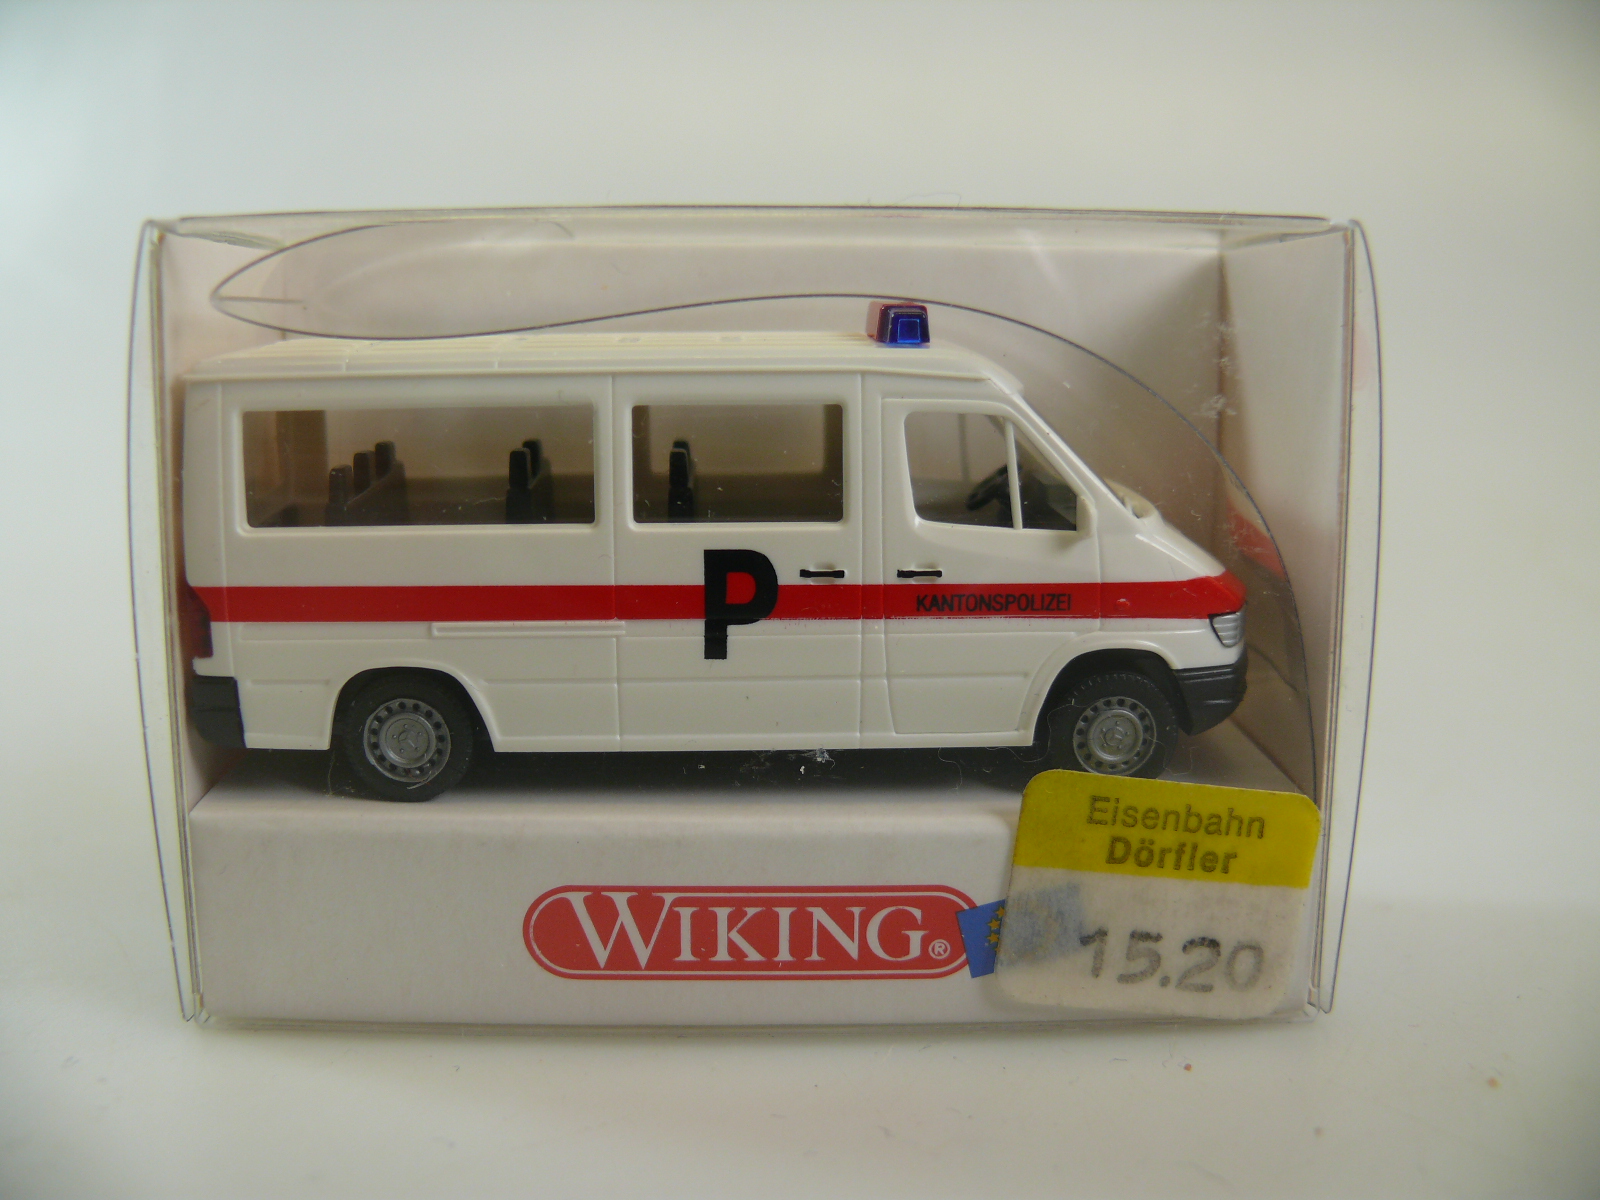 P
KANTONSPOLIZEI
WIKING®
Eisenbahn
Dörfler
15.20